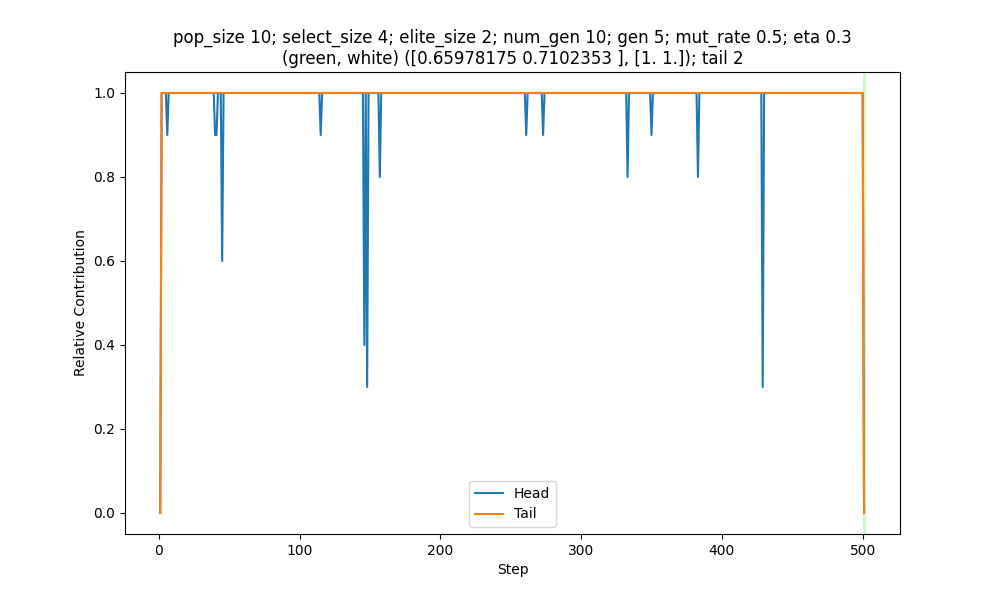 pop_size 10; select_size 4; elite_size 2; num_gen 10; gen 5; mut_rate 0.5; eta 0.3
(green, white) ([0.65978175 0.7102353 ], [1. 1.]); tail 2
1.0
0.8
0.6
0.4
0.2
0.0
Relative Contribution
Head
Tail
0
100
200
300
400
500
Step